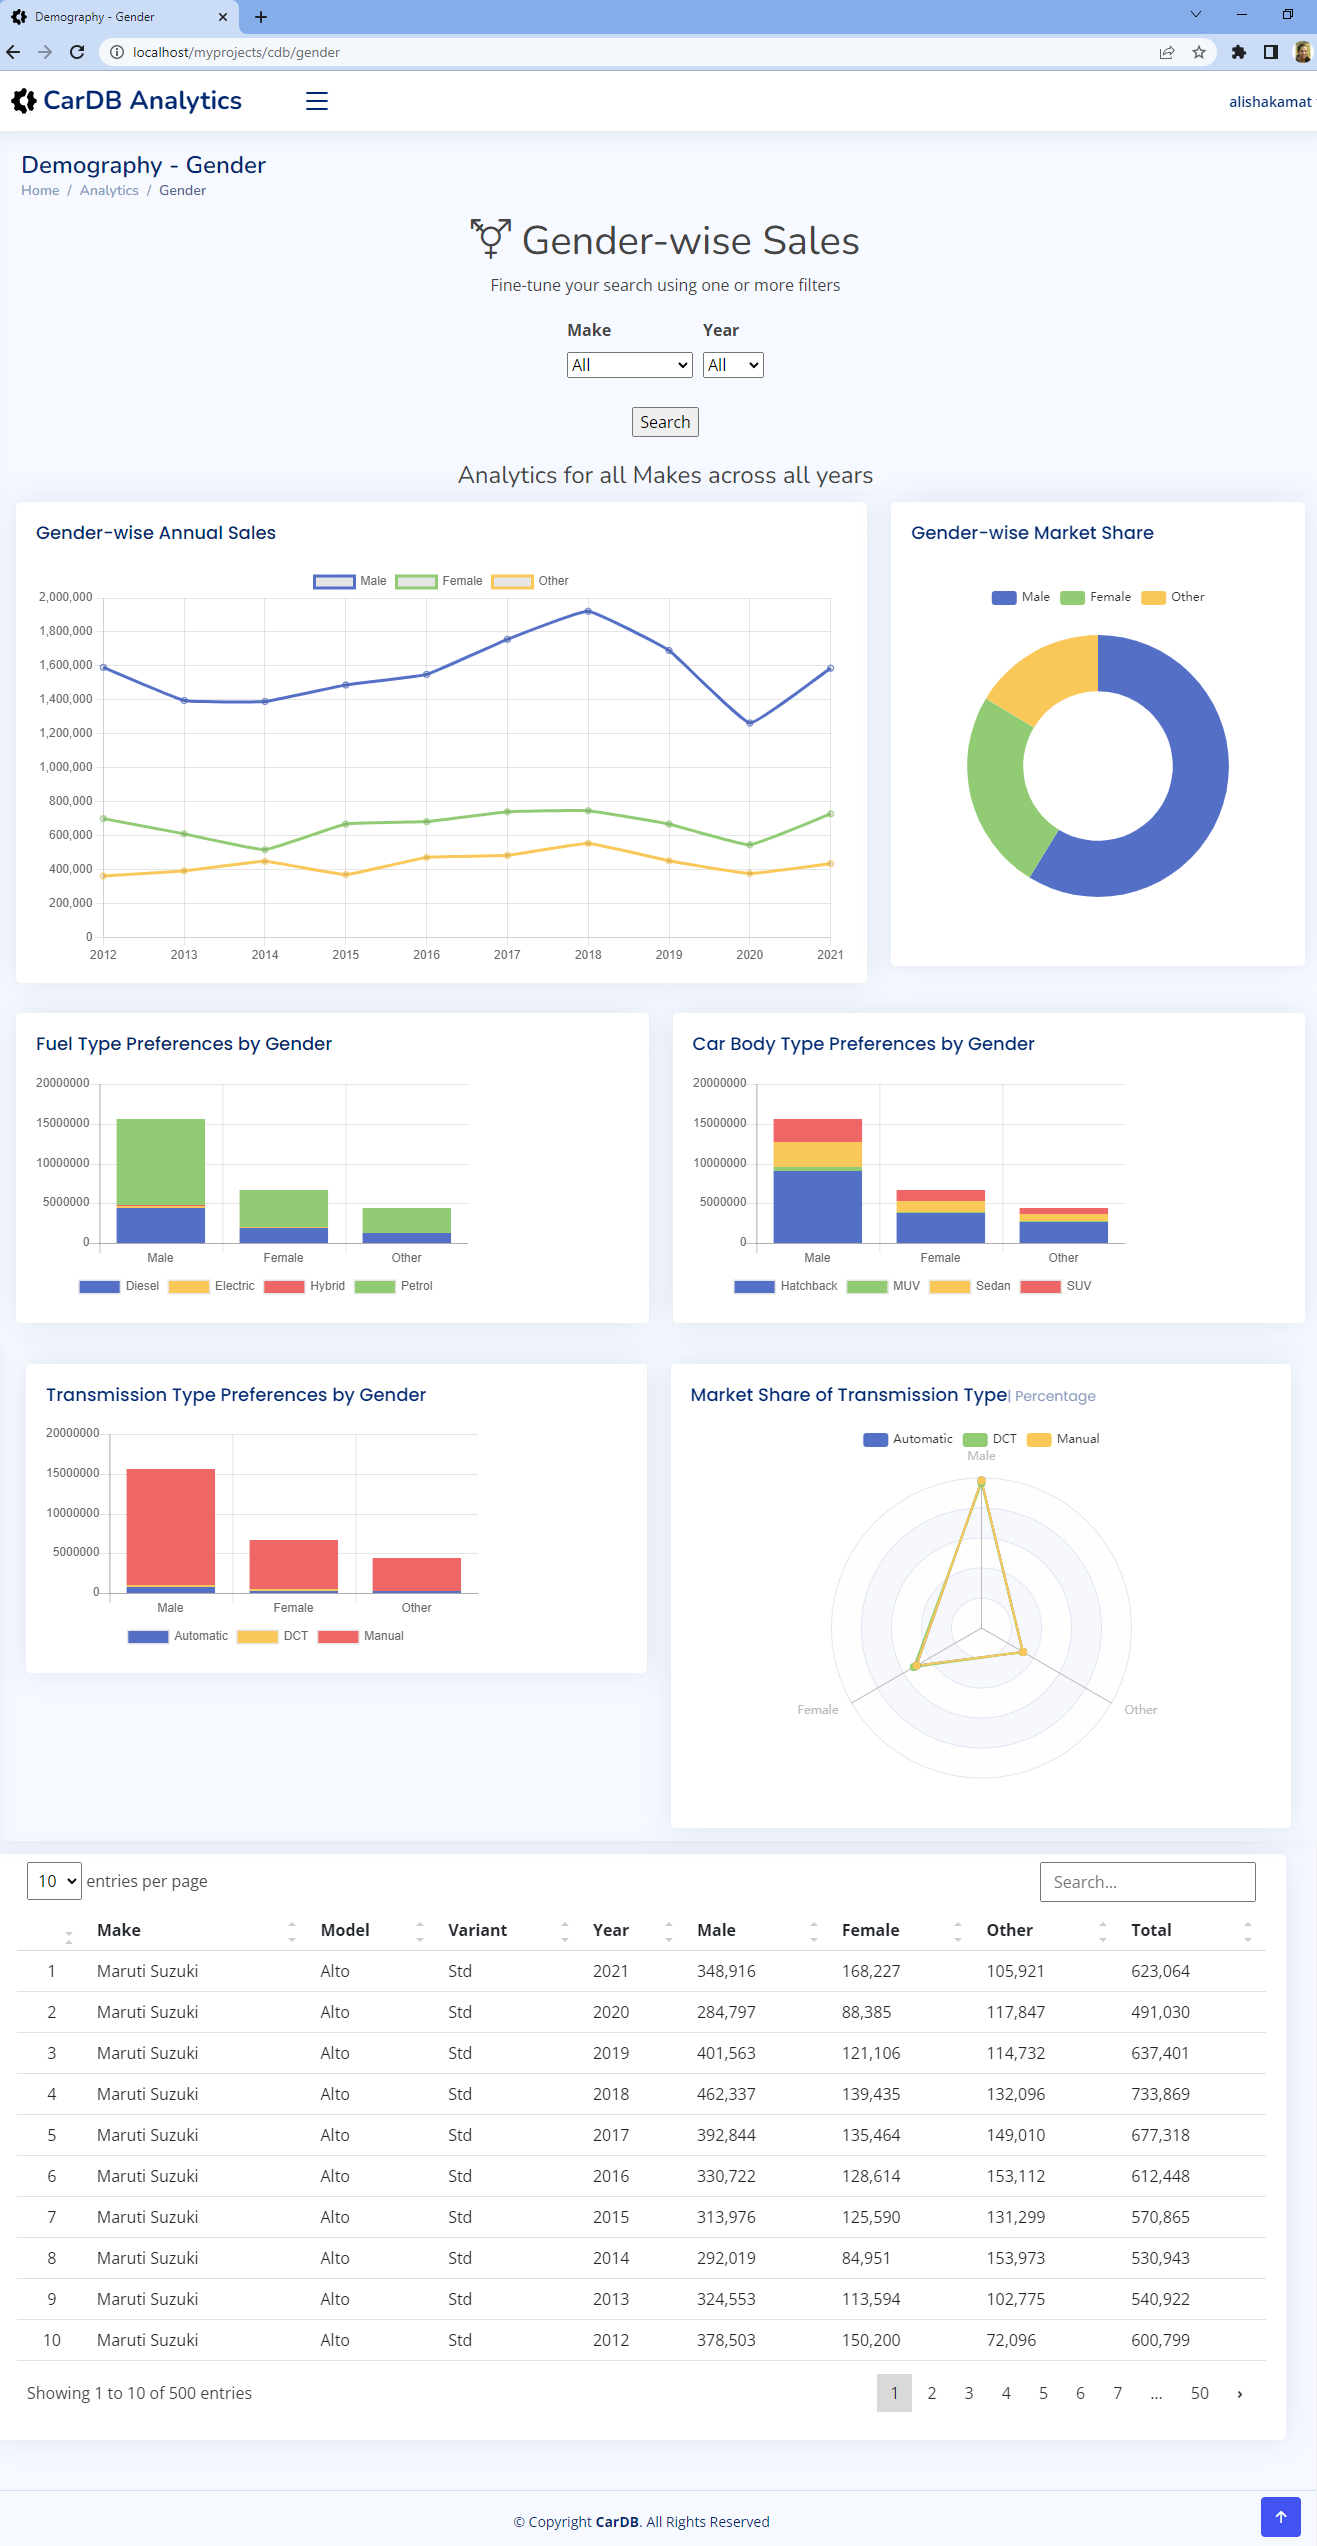 Demography - Gender
localhost/myprojects/cdb/gender
CarDB Analytics
alishakamat
Demography - Gender
Home / Analytics / Gender
Gender-wise Sales
Fine-tune your search using one or more filters
Make Year
All All
Search
Analytics for all Makes across all years
Gender-wise Annual Sales
Male Female Other
2,000,000
1,800,000
1,600,000
1,400,000
1,200,000
1,000,000
800,000
600,000
400,000
200,000
0
2012 2013 2014 2015 2016 2017 2018 2019 2020 2021
Gender-wise Market Share
Male Female Other
Fuel Type Preferences by Gender
20000000
15000000
10000000
5000000
0
Male Female Other
Diesel Electric Hybrid Petrol
Car Body Type Preferences by Gender
20000000
15000000
10000000
5000000
0
Male Female Other
Hatchback MUV Sedan SUV
Transmission Type Preferences by Gender
20000000
15000000
10000000
5000000
0
Male Female Other
Automatic DCT Manual
Market Share of Transmission Type| Percentage
Automatic DCT Manual
Male
Female Other
10 entries per page Search...
Make Model Variant Year Male Female Other Total
1 Maruti Suzuki Alto Std 2021 348,916 168,227 105,921 623,064
2 Maruti Suzuki Alto Std 2020 284,797 88,385 117,847 491,030
3 Maruti Suzuki Alto Std 2019 401,563 121,106 114,732 637,401
4 Maruti Suzuki Alto Std 2018 462,337 139,435 132,096 733,869
5 Maruti Suzuki Alto Std 2017 392,844 135,464 149,010 677,318
6 Maruti Suzuki Alto Std 2016 330,722 128,614 153,112 612,448
7 Maruti Suzuki Alto Std 2015 313,976 125,590 131,299 570,865
8 Maruti Suzuki Alto Std 2014 292,019 84,951 153,973 530,943
9 Maruti Suzuki Alto Std 2013 324,553 113,594 102,775 540,922
10 Maruti Suzuki Alto Std 2012 378,503 150,200 72,096 600,799
Showing 1 to 10 of 500 entries 1 2 3 4 5 6 7 ... 50 ›
© Copyright CarDB. All Rights Reserved